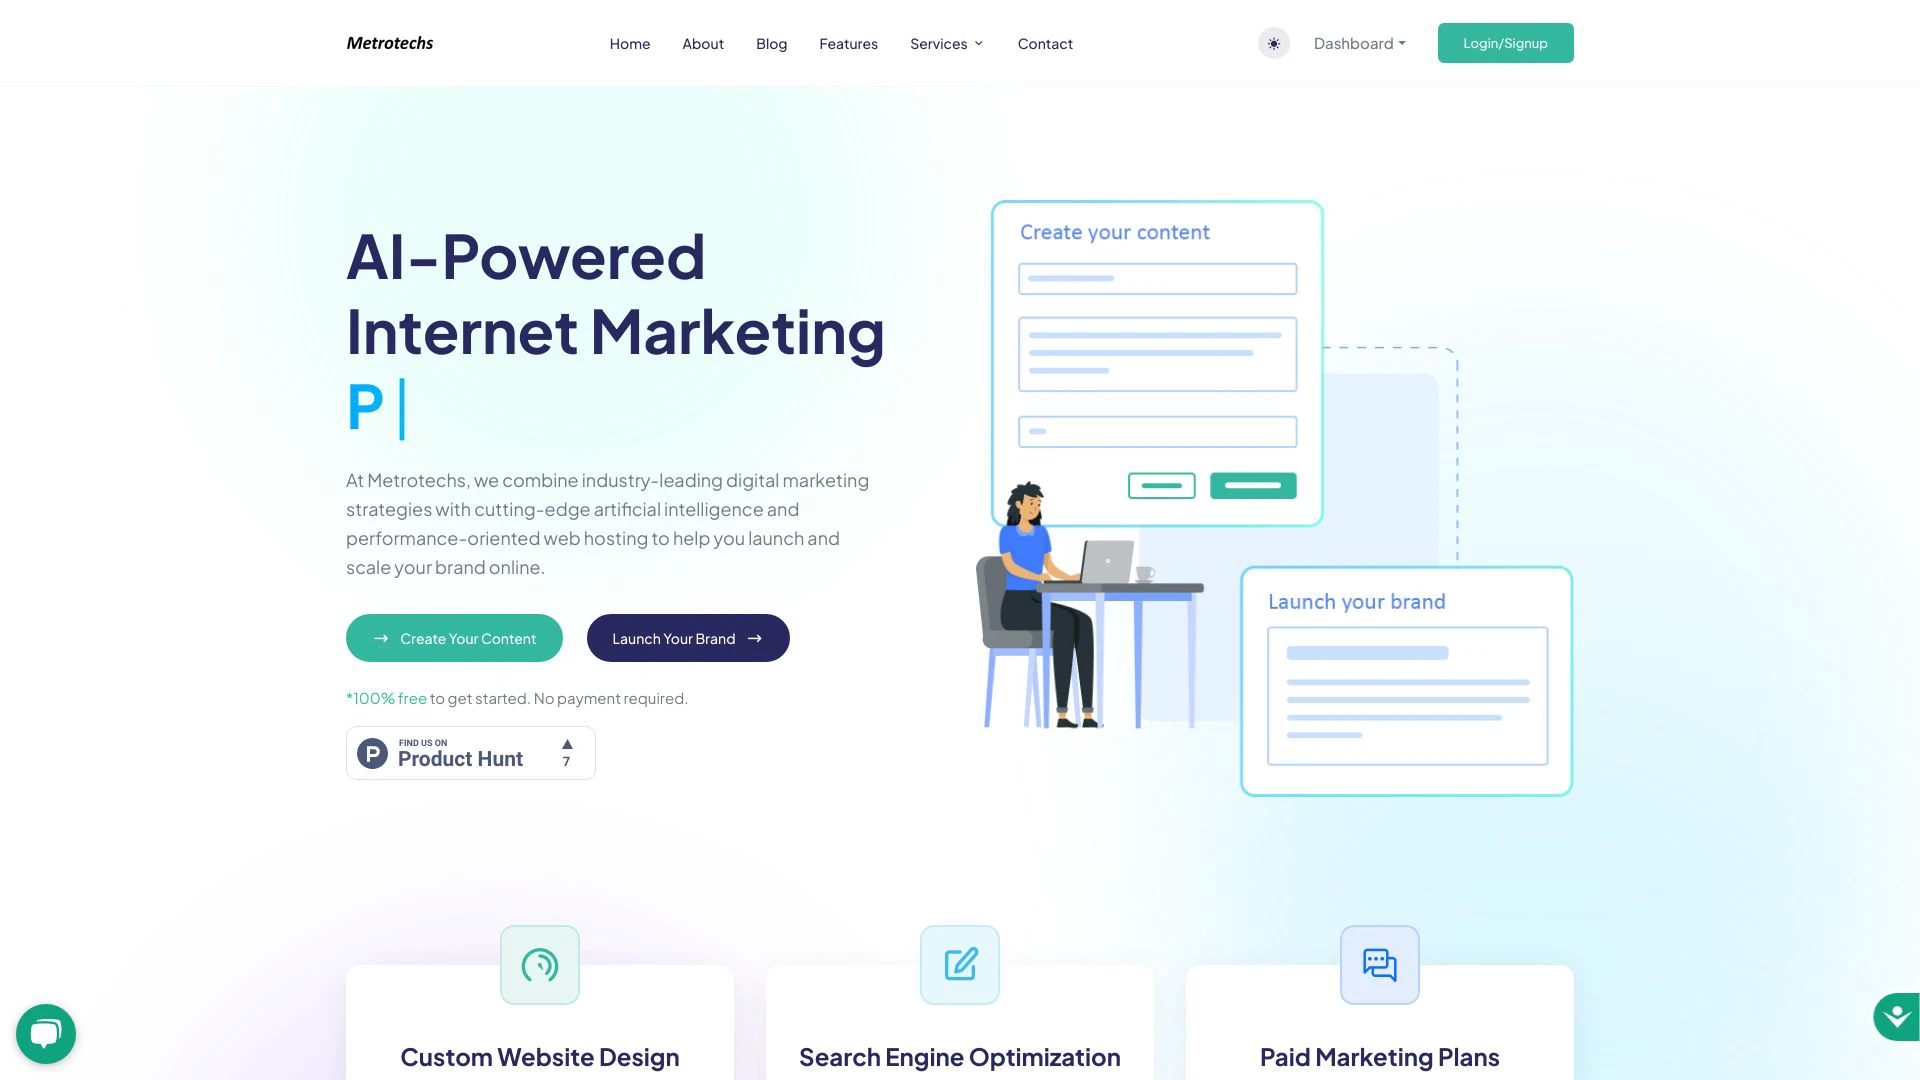 Metrotechs
Home
About
Blog
Features
Services
Contact
Dashboard
Login/Signup
AI-Powered
Internet Marketing
P
At Metrotechs, we combine industry-leading digital marketing
strategies with cutting-edge artificial intelligence and
performance-oriented web hosting to help you launch and
scale your brand online.
Create Your Content
Launch Your Brand
*100% free to get started. No payment required.
P
FIND US ON
Product Hunt
7
Create your content
Launch your brand
Custom Website Design
Search Engine Optimization
Paid Marketing Plans